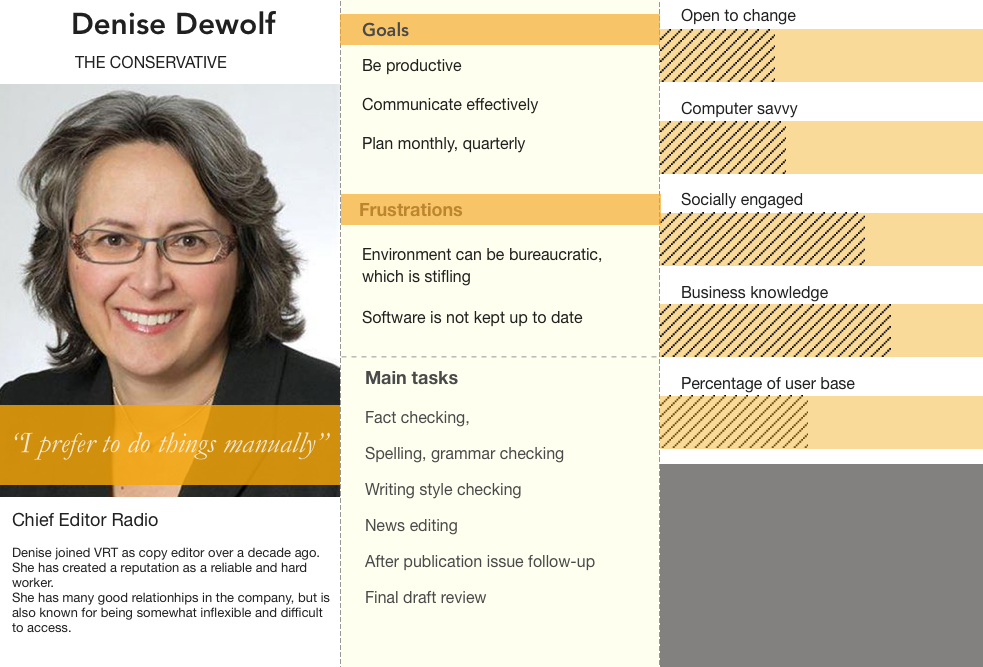 Denise Dewolf
THE CONSERVATIVE
“I prefer to do things manually”
Chief Editor Radio
Denise joined VRT as copy editor over a decade ago.
She has created a reputation as a reliable and hard
worker.
She has many good relationhips in the company, but is
also known for being somewhat inflexible and difficult
to access.
Goals
Be productive
Communicate effectively
Plan monthly, quarterly
Frustrations
Environment can be bureaucratic,
which is stifling
Software is not kept up to date
Main tasks
Fact checking,
Spelling, grammar checking
Writing style checking
News editing
After publication issue follow-up
Final draft review
Open to change
Computer savvy
Socially engaged
Business knowledge
Percentage of user base